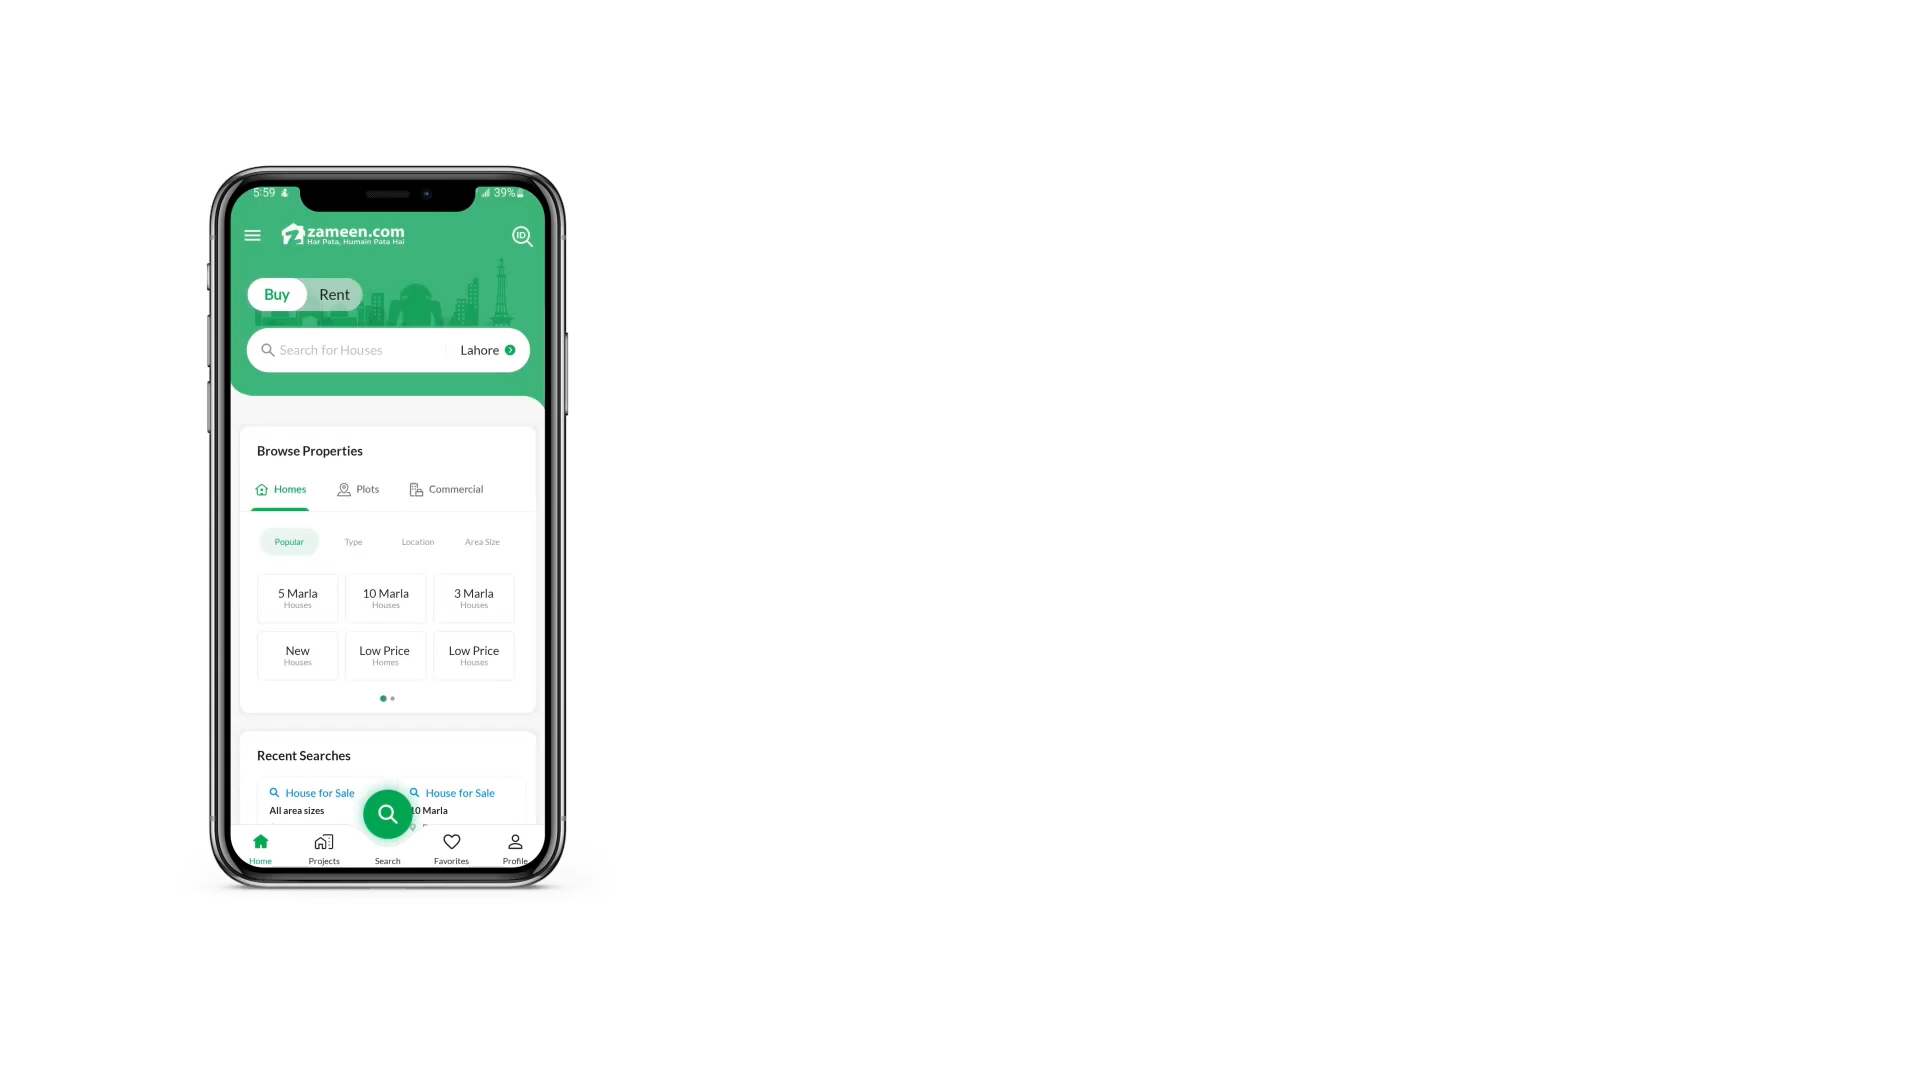 5:59
39%
zameen.com
Har Pata, Humain Pata Hai
ID
Buy
Rent
Search for Houses
Lahore
Browse Properties
Homes
Plots
Commercial
Popular
Type
Location
Area Size
5 Marla
Houses
10 Marla
Houses
3 Marla
Houses
New
Houses
Low Price
Homes
Low Price
Houses
Recent Searches
House for Sale
All area sizes
House for Sale
10 Marla
Home
Projects
Search
Favorites
Profile